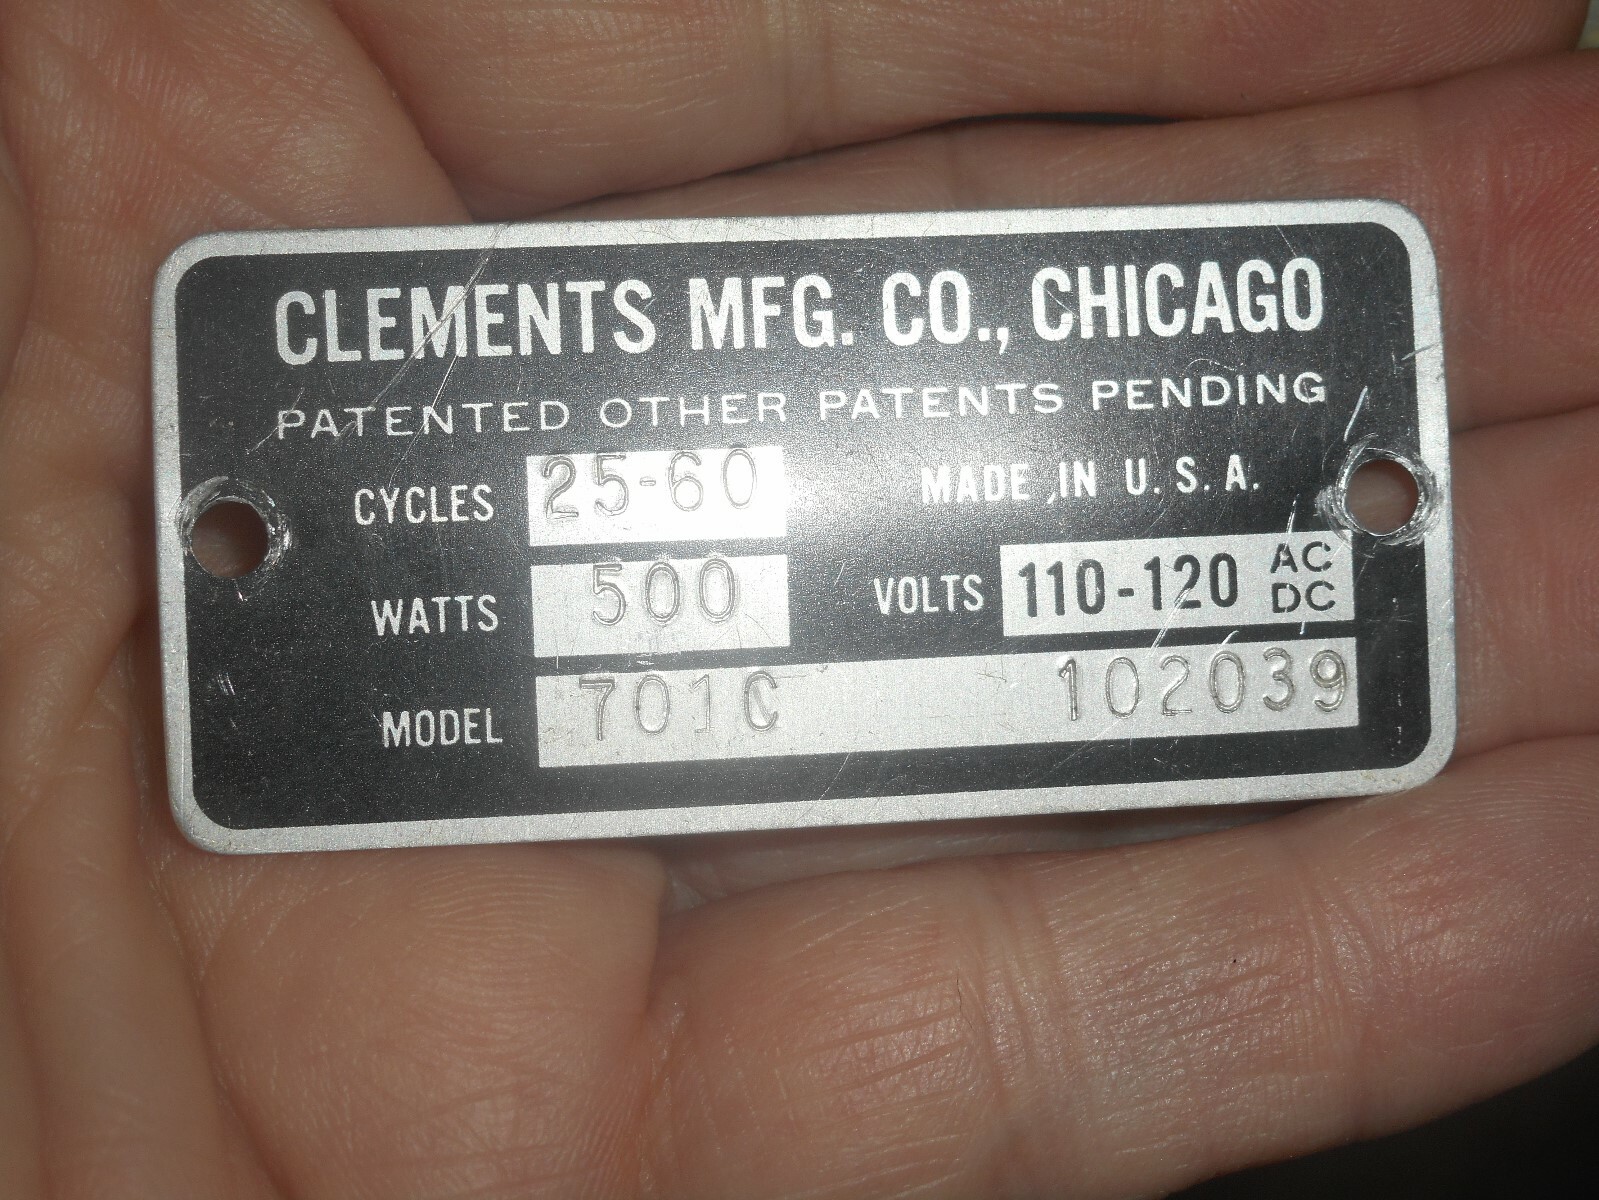 CLEMENTS MFG. CO., CHICAGO
PATENTED OTHER PATENTS PENDING
CYCLES 25-60 MADE IN U.S.A.
WATTS 500 VOLTS 110-120 AC DC
MODEL 701C 102039